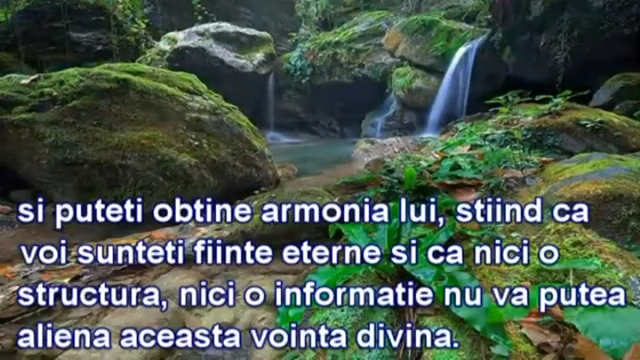 si puteti obtine armonia lui, stiind ca
voi sunteti fiinte eterne si ca nici o
structura, nici o informatie nu va putea
aliena aceasta vointa divina.